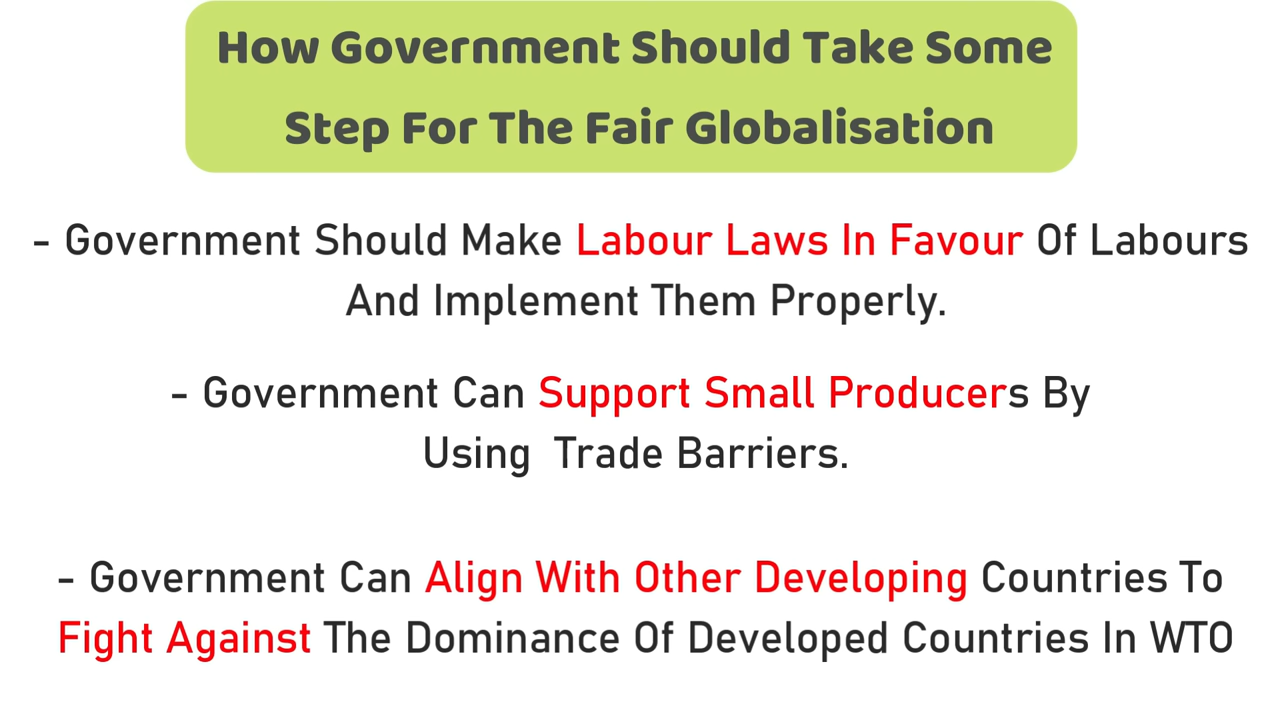 How Government Should Take Some
Step For The Fair Globalisation
- Government Should Make Labour Laws In Favour Of Labours
And Implement Them Properly.
- Government Can Support Small Producers By
Using  Trade Barriers.
- Government Can Align With Other Developing Countries To
Fight Against The Dominance Of Developed Countries In WTO